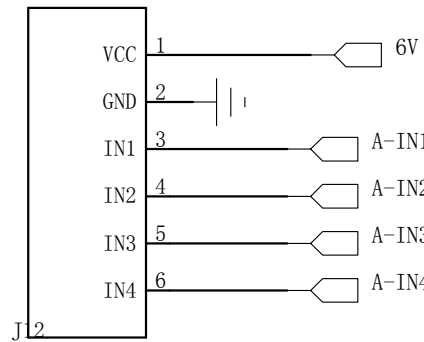 VCC 1 6V
GND 2
IN1 3 A-IN1
IN2 4 A-IN2
IN3 5 A-IN3
IN4 6 A-IN4
J12